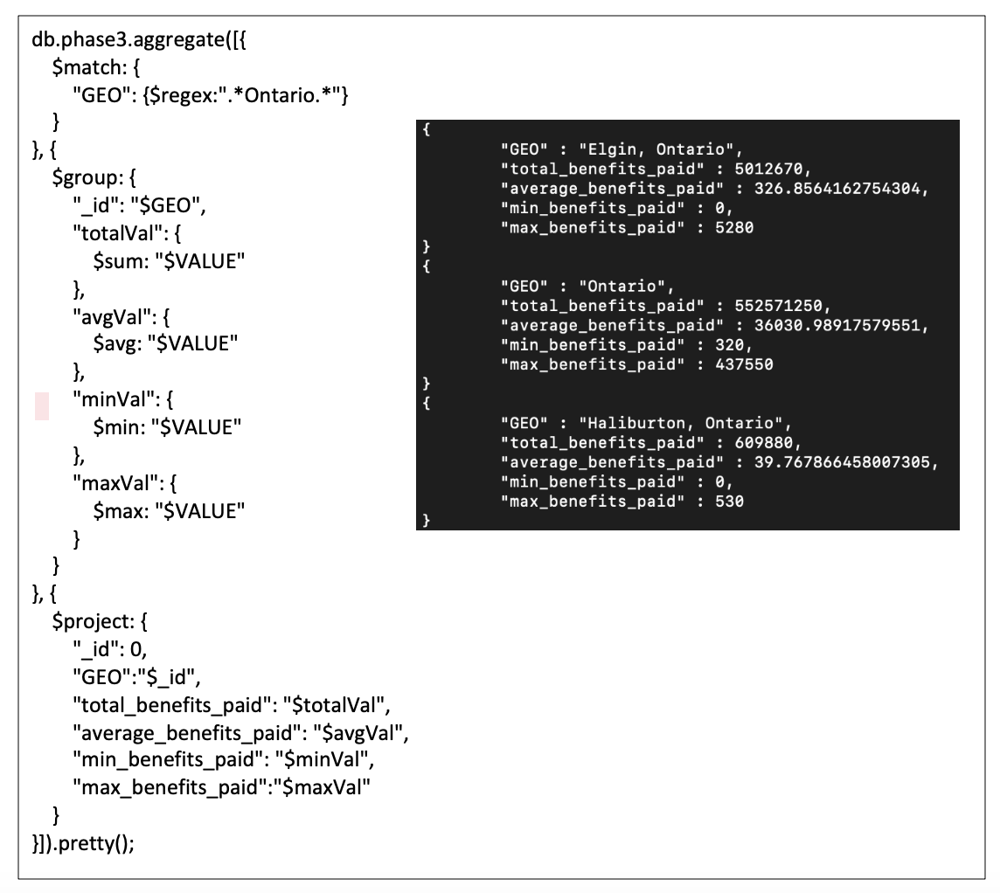 db.phase3.aggregate([{
$match: {
"GEO": {$regex:".*Ontario.*"}
}
}, {
$group: {
"_id": "$GEO",
"totalVal": {
$sum: "$VALUE"
},
"avgVal": {
$avg: "$VALUE"
},
"minVal": {
$min: "$VALUE"
},
"maxVal": {
$max: "$VALUE"
}
}
}, {
$project: {
"_id": 0,
"GEO":"$_id",
"total_benefits_paid": "$totalVal",
"average_benefits_paid": "$avgVal",
"min_benefits_paid": "$minVal",
"max_benefits_paid":"$maxVal"
}
}]).pretty();
{
"GEO" : "Elgin, Ontario",
"total_benefits_paid" : 5012670,
"average_benefits_paid" : 326.8564162754304,
"min_benefits_paid" : 0,
"max_benefits_paid" : 5280
}
{
"GEO" : "Ontario",
"total_benefits_paid" : 552571250,
"average_benefits_paid" : 36030.98917579551,
"min_benefits_paid" : 320,
"max_benefits_paid" : 437550
}
{
"GEO" : "Haliburton, Ontario",
"total_benefits_paid" : 609880,
"average_benefits_paid" : 39.767866458007305,
"min_benefits_paid" : 0,
"max_benefits_paid" : 530
}